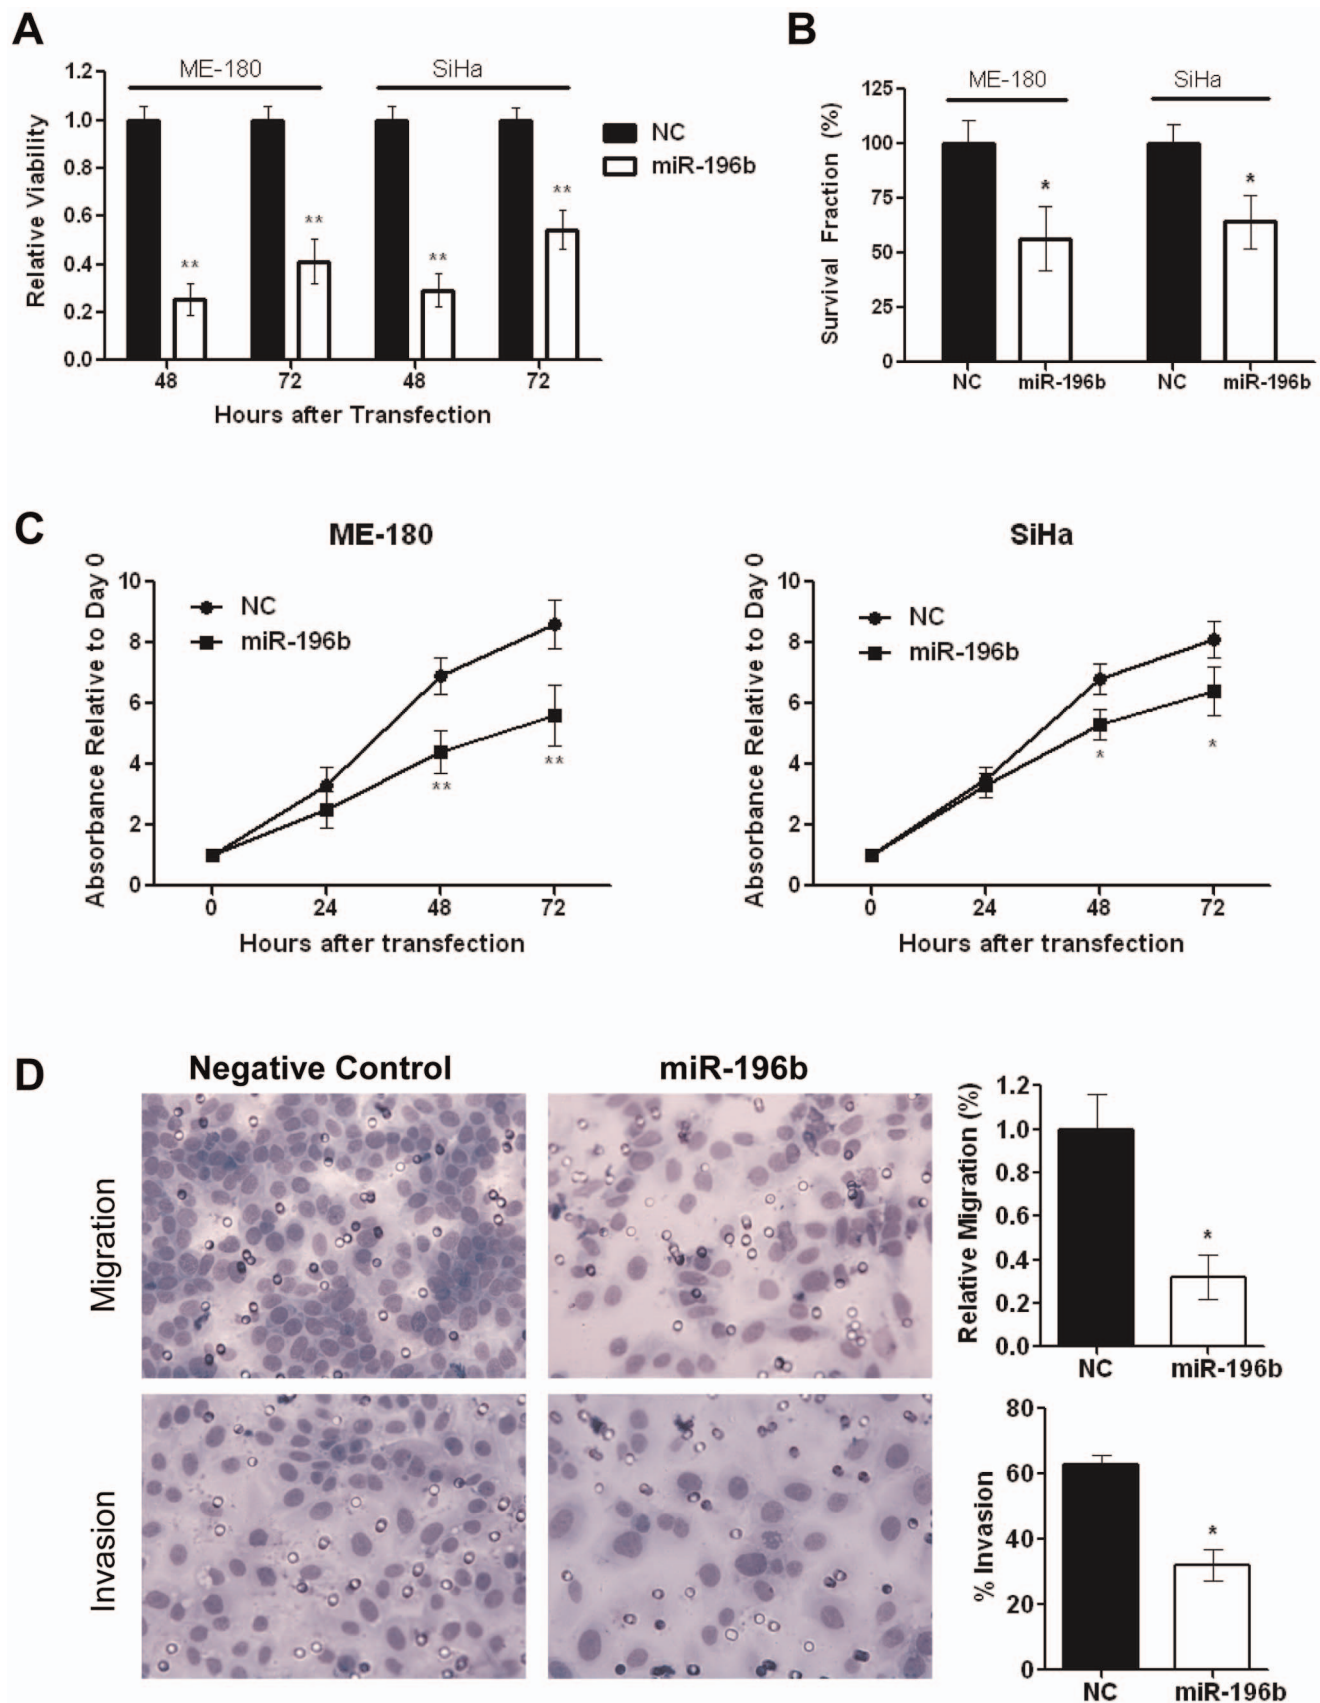 A
ME-180
SiHa
1.2
1.0
0.8
0.6
0.4
0.2
0.0
Relative Viability
**
**
**
**
48
72
48
72
Hours after Transfection
NC
miR-196b
B
ME-180
SiHa
125
100
75
50
25
0
Survival Fraction (%)
*
*
NC
miR-196b
NC
miR-196b
C
ME-180
10
8
6
4
2
0
Absorbance Relative to Day 0
NC
miR-196b
**
**
0
24
48
72
Hours after transfection
SiHa
10
8
6
4
2
0
Absorbance Relative to Day 0
NC
miR-196b
*
*
0
24
48
72
Hours after transfection
D
Negative Control
miR-196b
Migration
Invasion
1.2
1.0
0.8
0.6
0.4
0.2
0.0
Relative Migration (%)
*
NC
miR-196b
80
60
40
20
0
% Invasion
*
NC
miR-196b